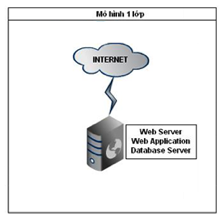 Mô hình 1 lớp
INTERNET
Web Server
Web Application
Database Server